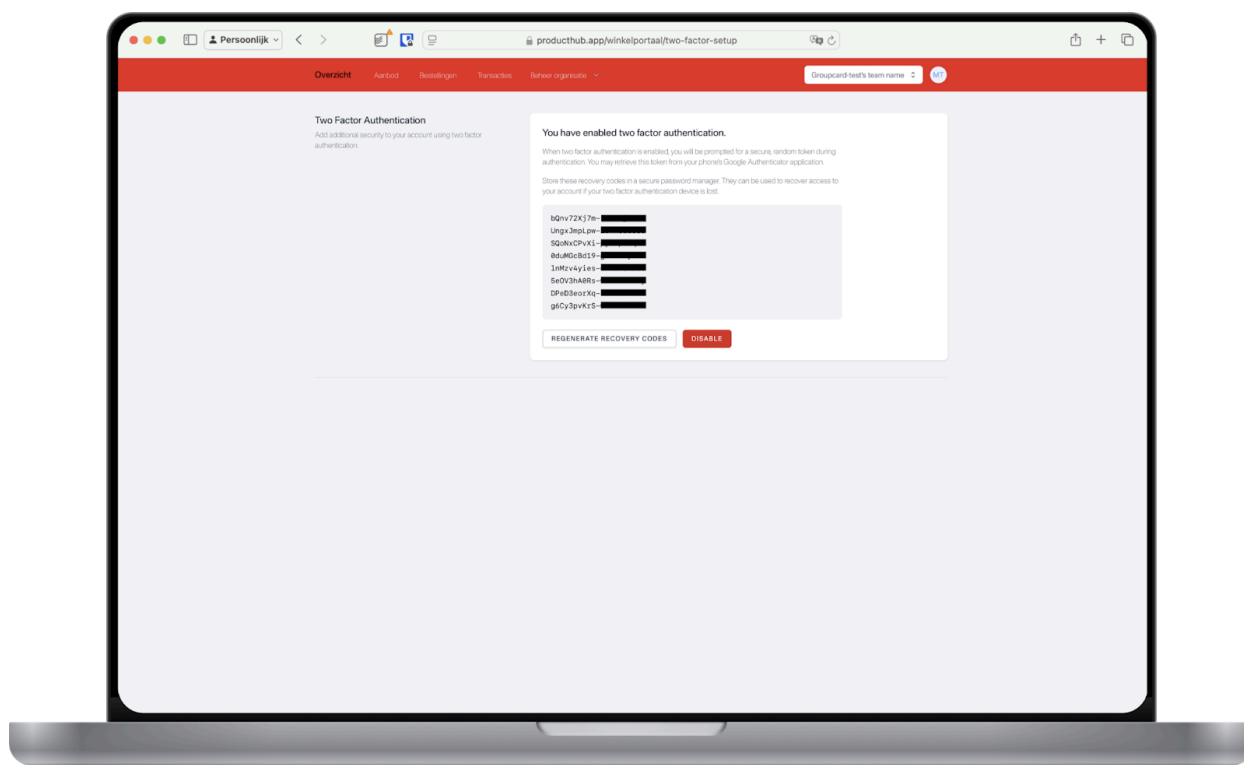 Persoonlijk
producthub.app/winkelportaal/two-factor-setup
Overzicht Aanbod Bestellingen Transacties Beheer organisatie Groupcard-test's team name MT
Two Factor Authentication
Add additional security to your account using two factor
authentication.
You have enabled two factor authentication.
When two factor authentication is enabled, you will be prompted for a secure, random token during
authentication. You may retrieve this token from your phone's Google Authenticator application.
Store these recovery codes in a secure password manager. They can be used to recover access to
your account if your two factor authentication device is lost.
bQnv72Xj7m-
UngxJmpLpw-
SQoNxCPvXi-
0duMGcBd19-
lnMzv4yies-
5eOV3hA0Rs-
DPeD3eorXq-
g6Cy3pvKrS-
REGENERATE RECOVERY CODES DISABLE